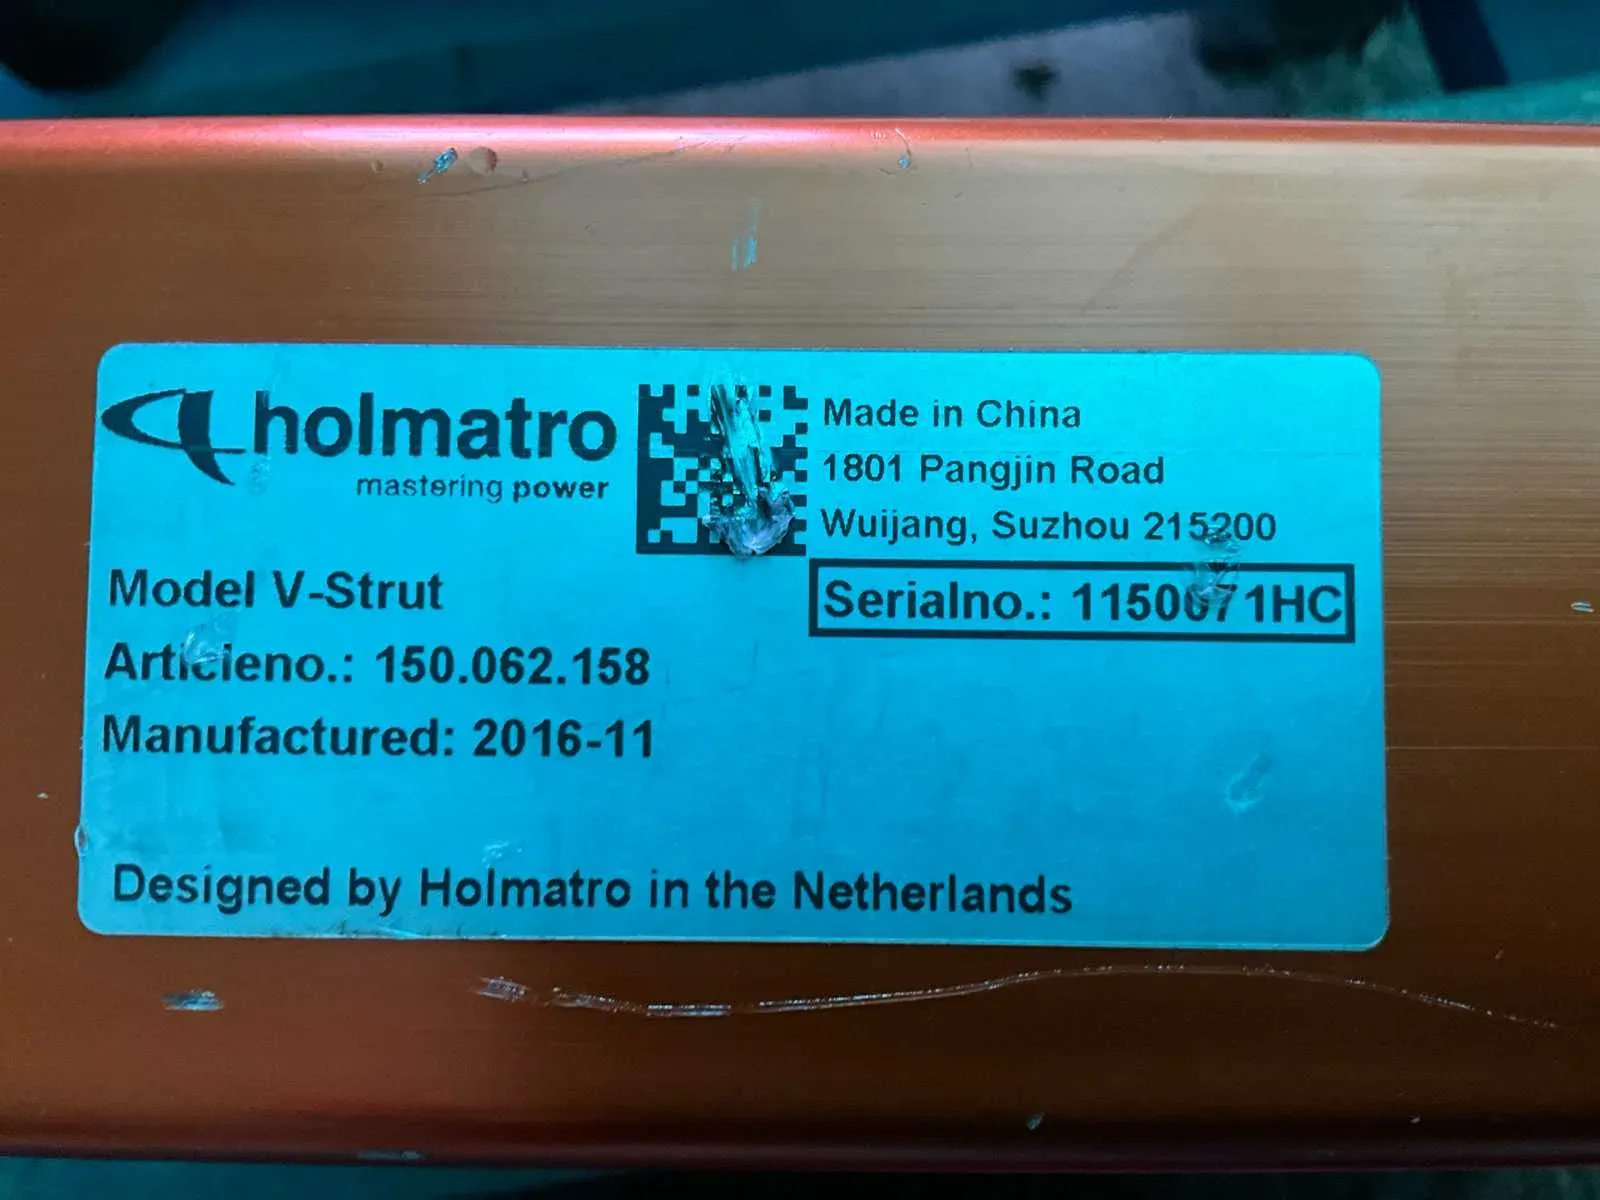 holmatro
mastering power
Made in China
1801 Pangjin Road
Wuijang, Suzhou 215200
Model V-Strut
Serialno.: 1150071HC
Articleno.: 150.062.158
Manufactured: 2016-11
Designed by Holmatro in the Netherlands